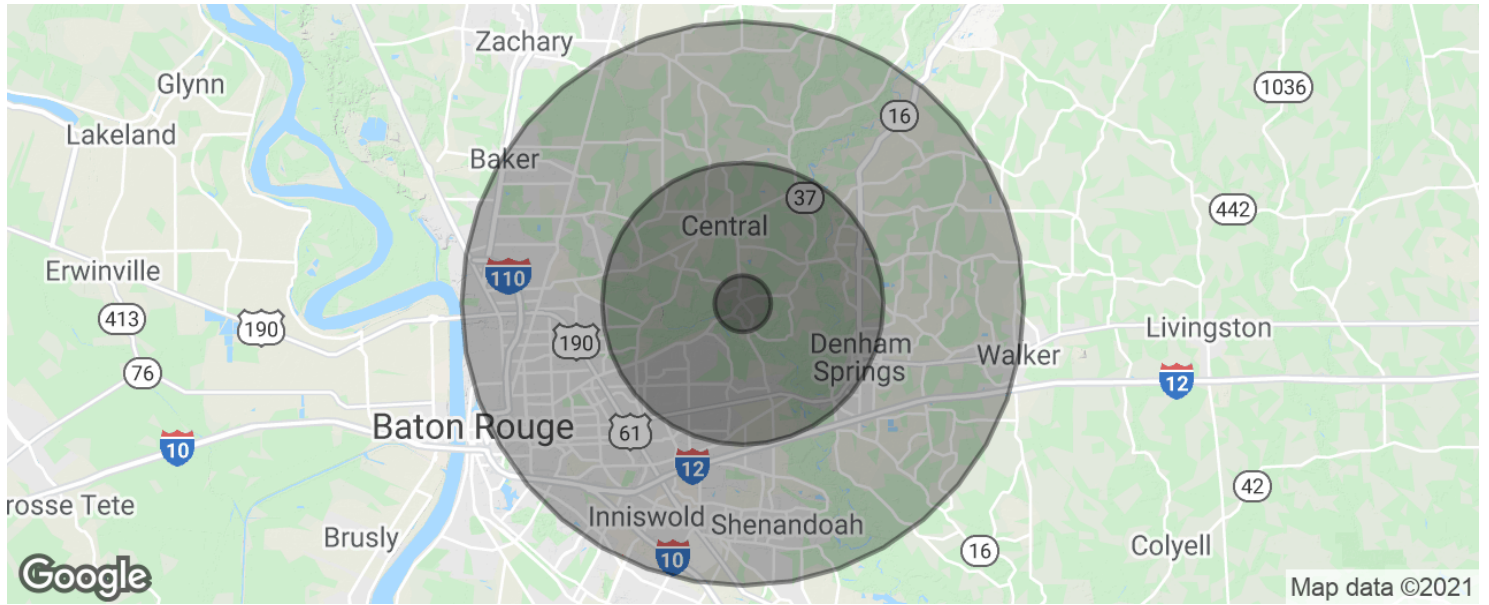 Zachary
Glynn
1036
16
Lakeland
Baker
37
442
Central
Erwinville
110
413
190
190
Livingston
Denham
Springs
Walker
76
12
Baton Rouge
61
10
12
42
rosse Tete
Inniswold
Shenandoah
Brusly
16
Colyell
10
Google
Map data ©2021